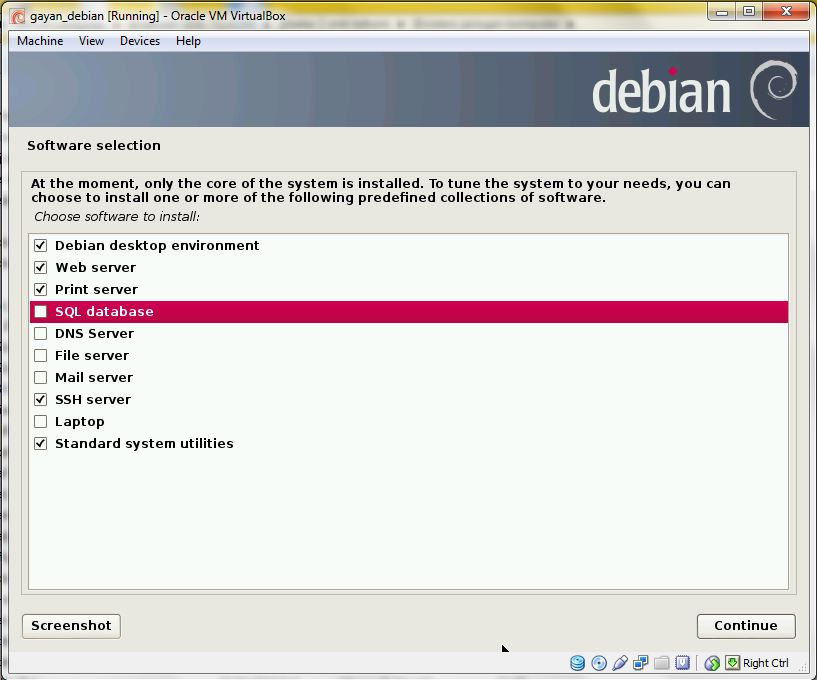 gayan_debian [Running] - Oracle VM VirtualBox
Machine View Devices Help
debian
Software selection
At the moment, only the core of the system is installed. To tune the system to your needs, you can
choose to install one or more of the following predefined collections of software.
Choose software to install:
Debian desktop environment
Web server
Print server
SQL database
DNS Server
File server
Mail server
SSH server
Laptop
Standard system utilities
Screenshot
Continue
Right Ctrl